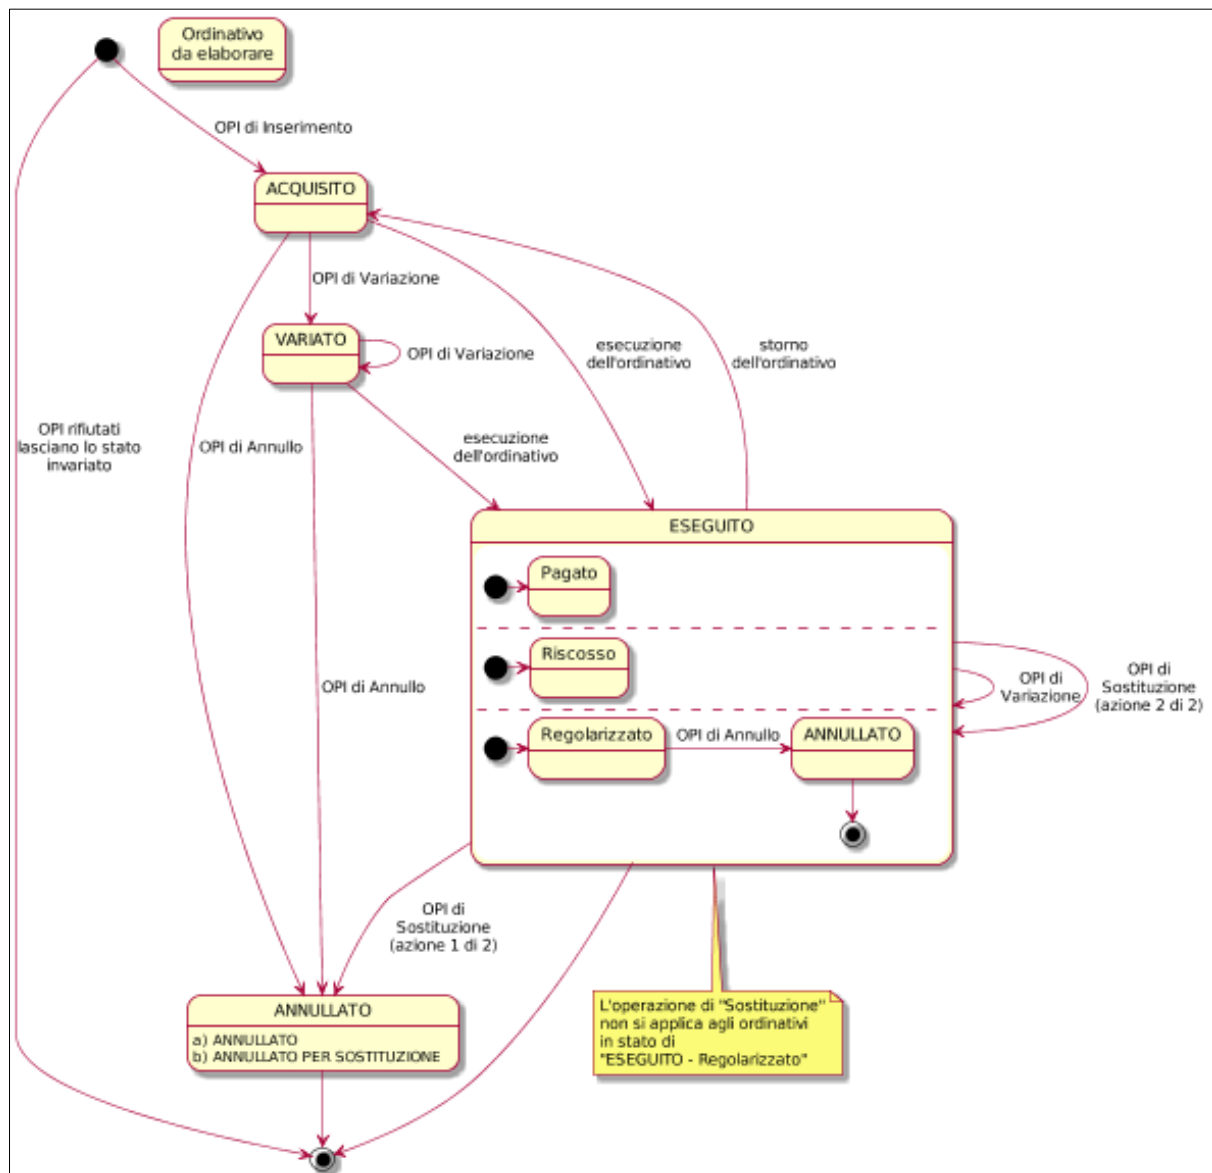 Ordinativo
da elaborare
OPI di Inserimento
ACQUISITO
OPI di Variazione
VARIATO
OPI di Variazione
esecuzione
dell'ordinativo
storno
dell'ordinativo
OPI rifiutati
lasciano lo stato
invariato
OPI di Annullo
esecuzione
dell'ordinativo
ESEGUITO
Pagato
Riscosso
OPI di Annullo
OPI di
Variazione
OPI di
Sostituzione
(azione 2 di 2)
Regolarizzato
OPI di Annullo
ANNULLATO
OPI di
Sostituzione
(azione 1 di 2)
ANNULLATO
a) ANNULLATO
b) ANNULLATO PER SOSTITUZIONE
L'operazione di "Sostituzione"
non si applica agli ordinativi
in stato di
"ESEGUITO - Regolarizzato"